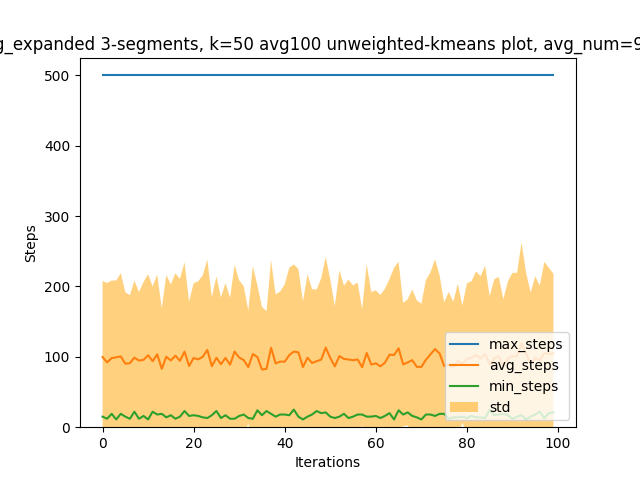 g_expanded 3-segments, k=50 avg100 unweighted-kmeans plot, avg_num=9
500
400
300
200
100
0
Steps
0 20 40 60 80 100
Iterations
max_steps
avg_steps
min_steps
std